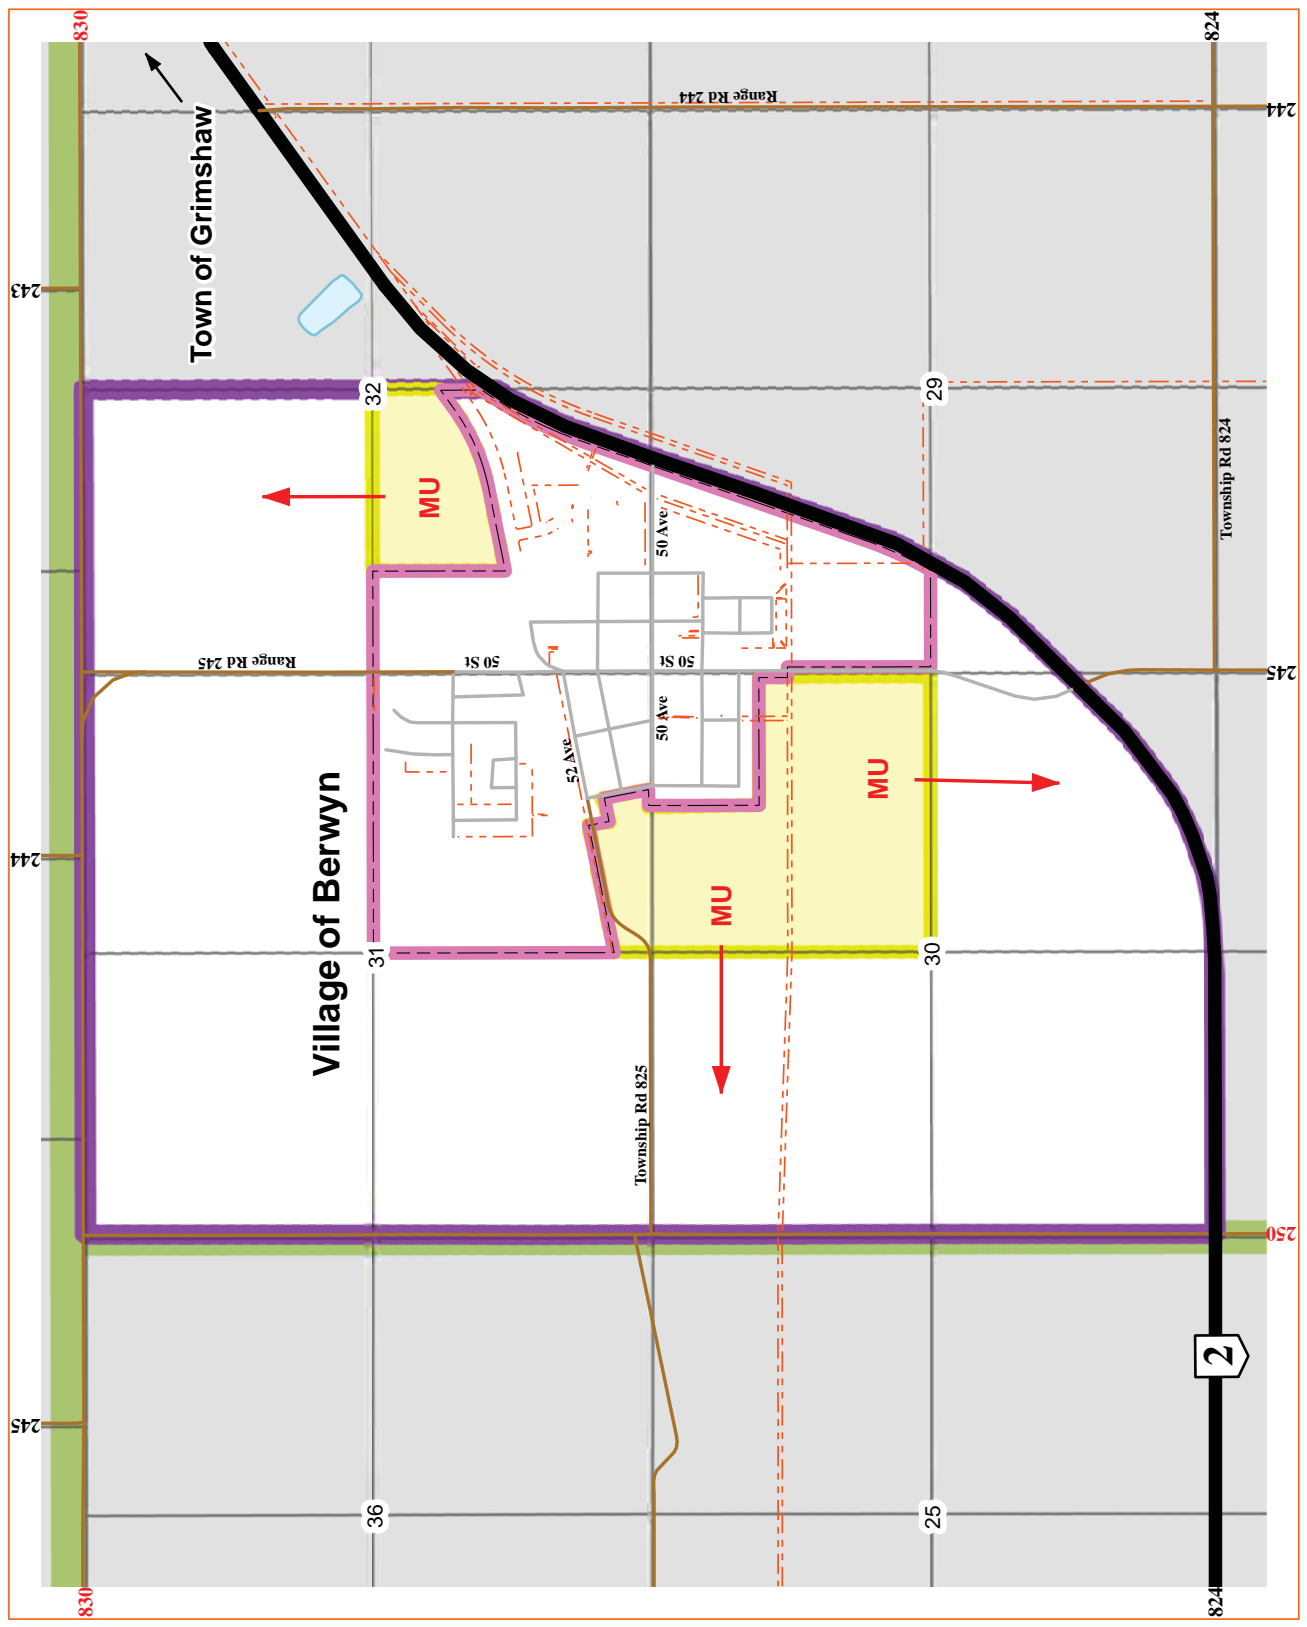 830
824
Town of Grimshaw
Range Rd 244
244
243
32
29
MU
Township Rd 824
50 Ave
Range Rd 245
50 St
50 St
245
50 Ave
52 Ave
MU
Village of Berwyn
244
MU
31
30
Township Rd 825
250
2
245
36
25
830
824